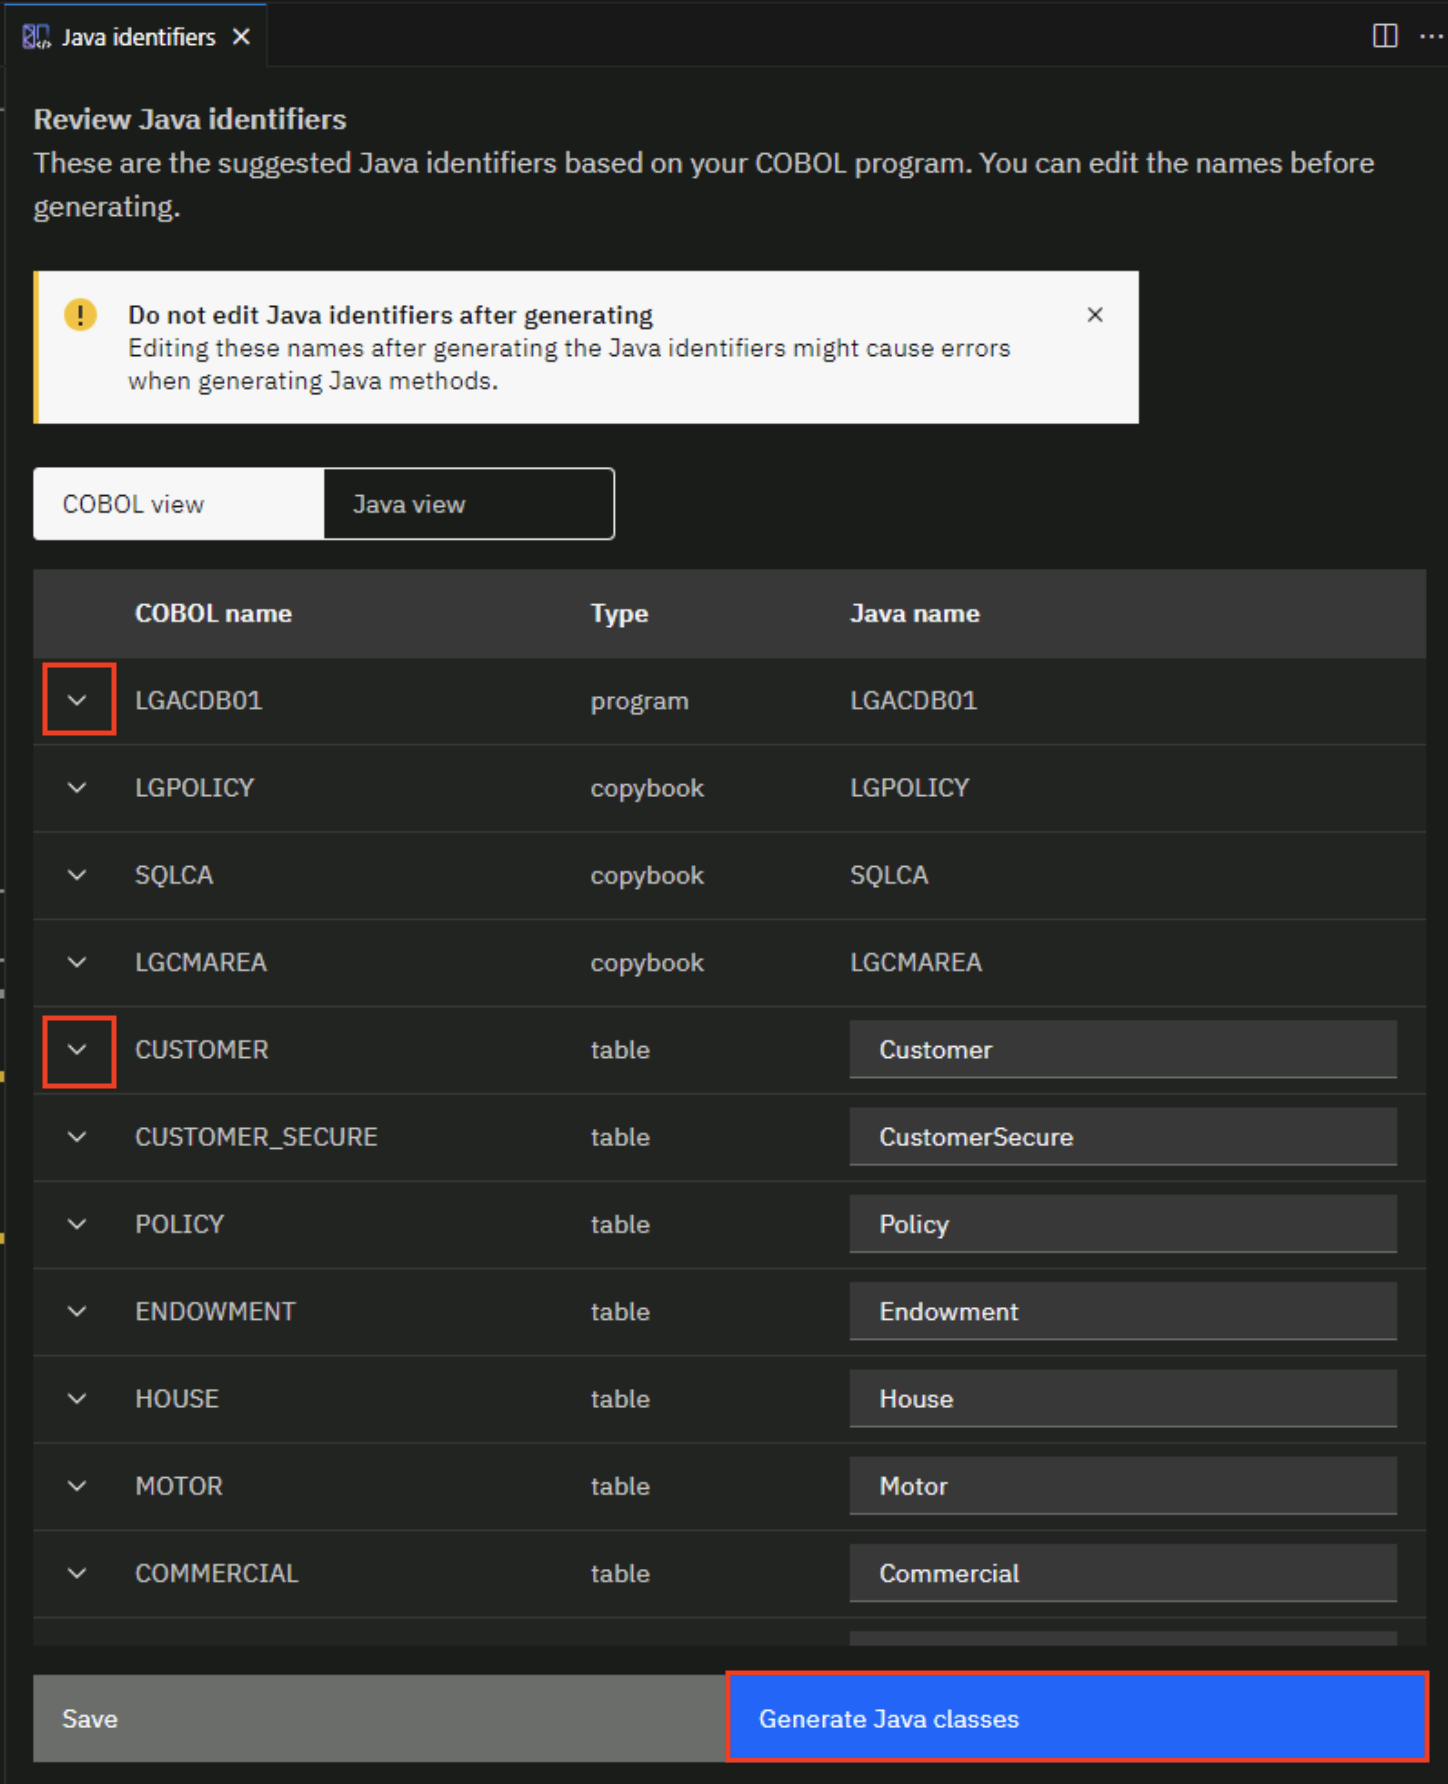 Java identifiers
Review Java identifiers
These are the suggested Java identifiers based on your COBOL program. You can edit the names before
generating.
Do not edit Java identifiers after generating
Editing these names after generating the Java identifiers might cause errors
when generating Java methods.
COBOL view Java view
COBOL name Type Java name
LGACDB01 program LGACDB01
LGPOLICY copybook LGPOLICY
SQLCA copybook SQLCA
LGCMAREA copybook LGCMAREA
CUSTOMER table Customer
CUSTOMER_SECURE table CustomerSecure
POLICY table Policy
ENDOWMENT table Endowment
HOUSE table House
MOTOR table Motor
COMMERCIAL table Commercial
Save Generate Java classes